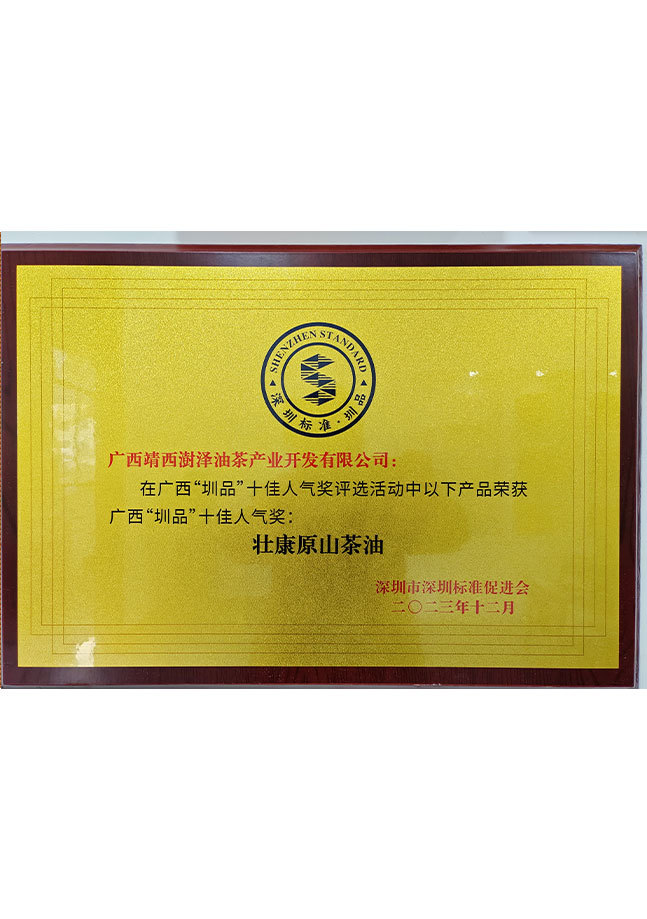 SHENZHEN STANDARD
深圳标准·圳品
广西靖西澍泽油茶产业开发有限公司：
在广西“圳品”十佳人气奖评选活动中以下产品荣获
广西“圳品”十佳人气奖：
壮康原山茶油
深圳市深圳标准促进会
二〇二三年十二月